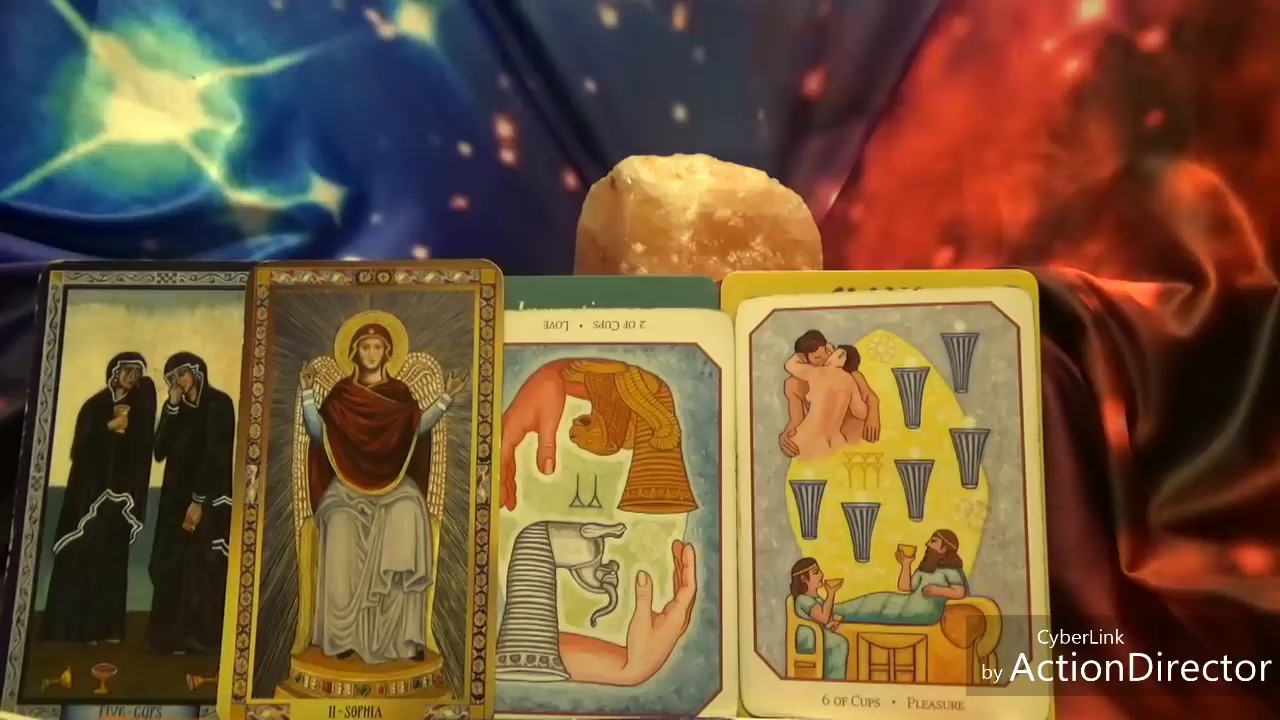 2 OF CUPS • LOVE
FIVE-CUPS
II-SOPHIA
6 OF CUPS • PLEASURE
CyberLink
by ActionDirector